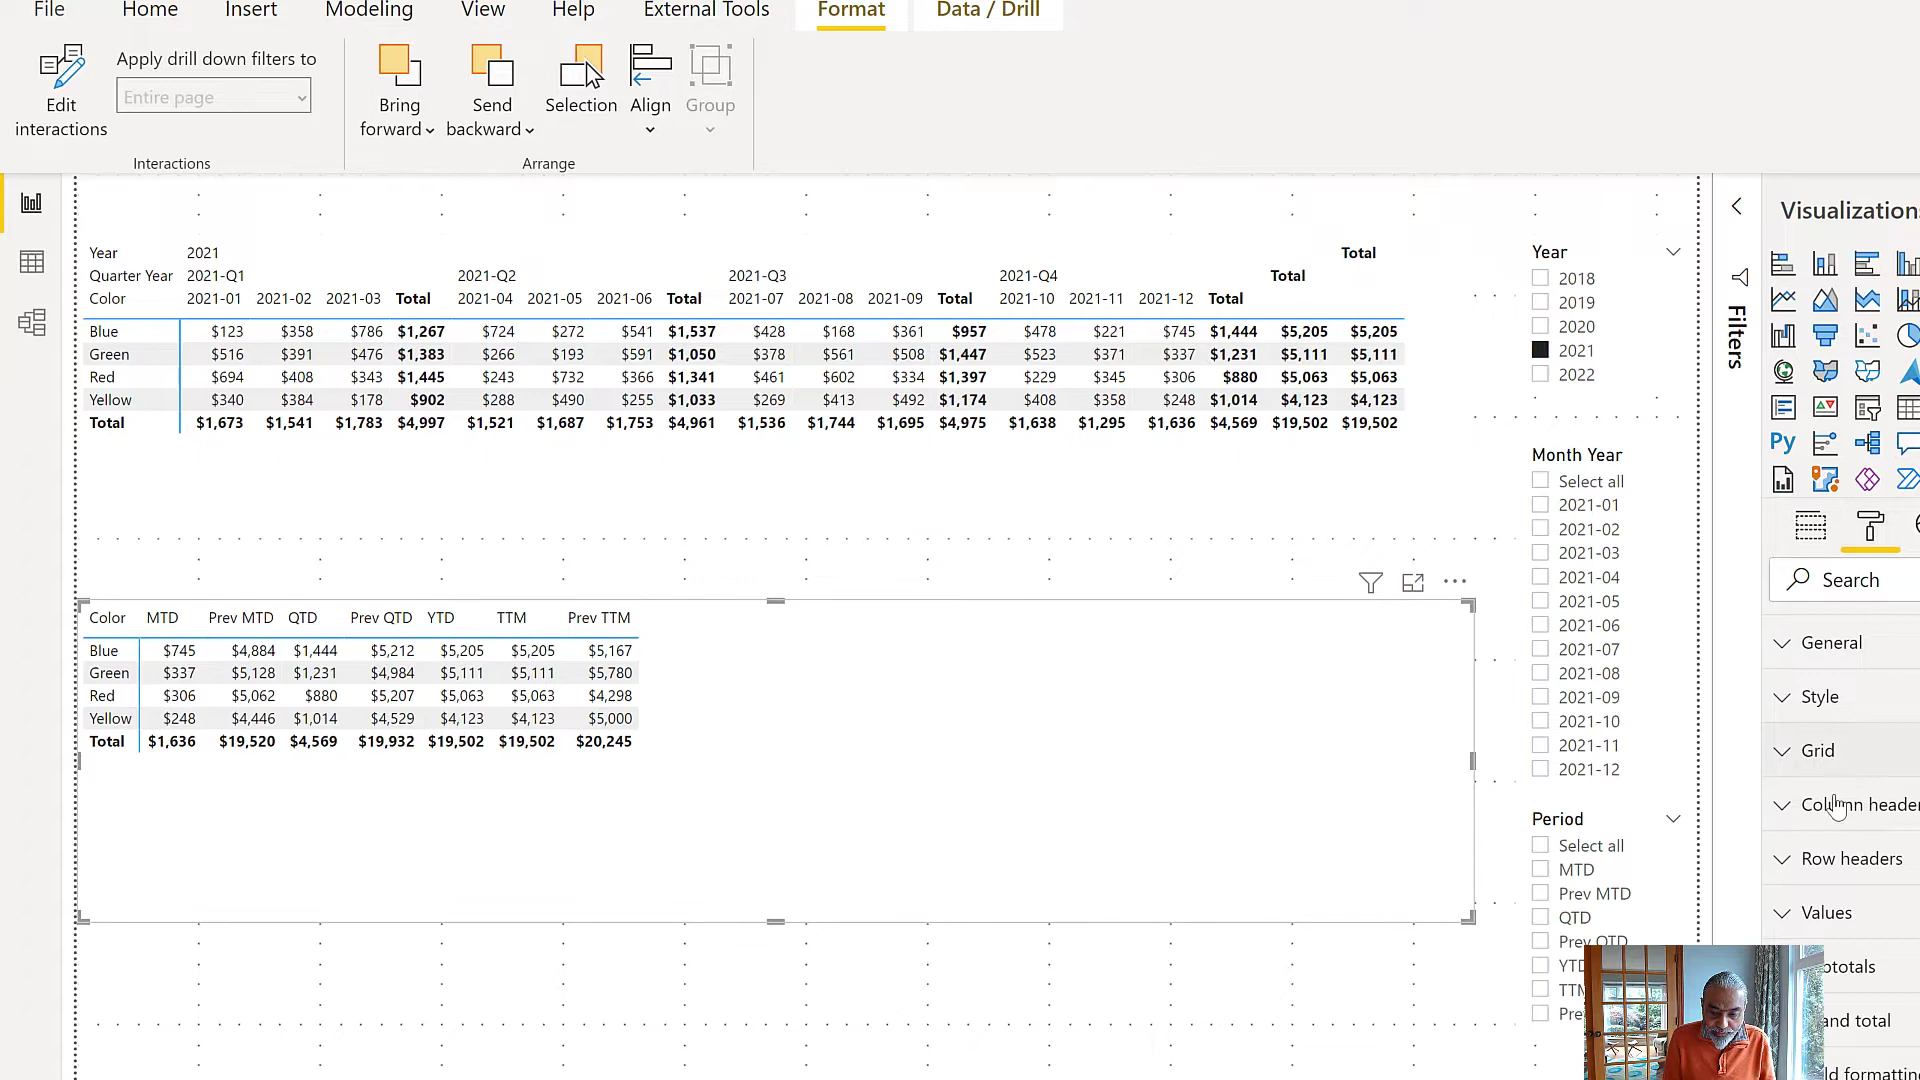 File Home Insert Modeling View Help External Tools Format Data / Drill
Apply drill down filters to
Entire page
Edit
interactions
Bring
forward
Send
backward
Selection
Align
Group
Interactions
Arrange
Year 2021 Total
Quarter Year 2021-Q1 2021-Q2 2021-Q3 2021-Q4 Total
Color 2021-01 2021-02 2021-03 Total 2021-04 2021-05 2021-06 Total 2021-07 2021-08 2021-09 Total 2021-10 2021-11 2021-12 Total
Blue $123 $358 $786 $1,267 $724 $272 $541 $1,537 $428 $168 $361 $957 $478 $221 $745 $1,444 $5,205 $5,205
Green $516 $391 $476 $1,383 $266 $193 $591 $1,050 $378 $561 $508 $1,447 $523 $371 $337 $1,231 $5,111 $5,111
Red $694 $408 $343 $1,445 $243 $732 $366 $1,341 $461 $602 $334 $1,397 $229 $345 $306 $880 $5,063 $5,063
Yellow $340 $384 $178 $902 $288 $490 $255 $1,033 $269 $413 $492 $1,174 $408 $358 $248 $1,014 $4,123 $4,123
Total $1,673 $1,541 $1,783 $4,997 $1,521 $1,687 $1,753 $4,961 $1,536 $1,744 $1,695 $4,975 $1,638 $1,295 $1,636 $4,569 $19,502 $19,502
Color MTD Prev MTD QTD Prev QTD YTD TTM Prev TTM
Blue $745 $4,884 $1,444 $5,212 $5,205 $5,205 $5,167
Green $337 $5,128 $1,231 $4,984 $5,111 $5,111 $5,780
Red $306 $5,062 $880 $5,207 $5,063 $5,063 $4,298
Yellow $248 $4,446 $1,014 $4,529 $4,123 $4,123 $5,000
Total $1,636 $19,520 $4,569 $19,932 $19,502 $19,502 $20,245
Year
2018
2019
2020
2021
2022
Month Year
Select all
2021-01
2021-02
2021-03
2021-04
2021-05
2021-06
2021-07
2021-08
2021-09
2021-10
2021-11
2021-12
Period
Select all
MTD
Prev MTD
QTD
Prev QTD
YTD
TTM
Pre
Filters
Visualizations
Py
Search
General
Style
Grid
Column header
Row headers
Values
btotals
and total
ld formatting